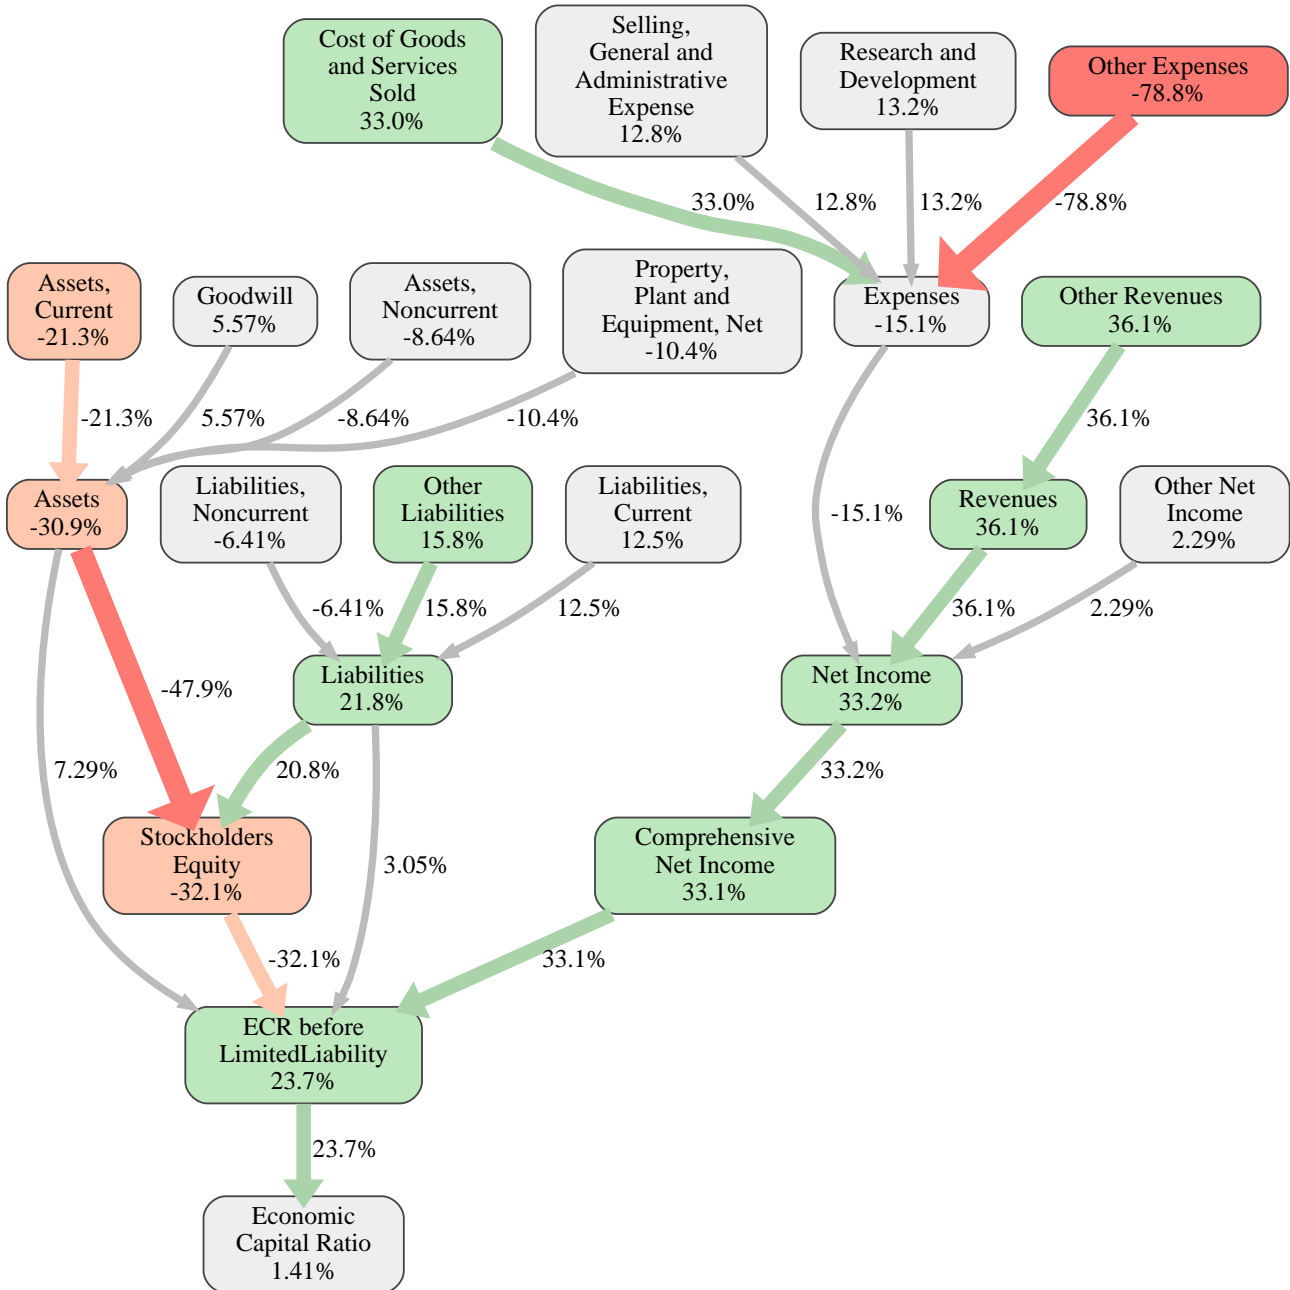 Cost of Goods
and Services
Sold
33.0%
Selling,
General and
Administrative
Expense
12.8%
Research and
Development
13.2%
Other Expenses
-78.8%
33.0%
12.8%
13.2%
-78.8%
Assets,
Current
-21.3%
Goodwill
5.57%
Assets,
Noncurrent
-8.64%
Property,
Plant and
Equipment, Net
-10.4%
Expenses
-15.1%
Other Revenues
36.1%
-21.3%
5.57%
-8.64%
-10.4%
36.1%
Assets
-30.9%
Liabilities,
Noncurrent
-6.41%
Other
Liabilities
15.8%
Liabilities,
Current
12.5%
-15.1%
Revenues
36.1%
Other Net
Income
2.29%
-6.41%
15.8%
12.5%
36.1%
2.29%
-47.9%
Liabilities
21.8%
Net Income
33.2%
7.29%
20.8%
33.2%
Stockholders
Equity
-32.1%
3.05%
Comprehensive
Net Income
33.1%
-32.1%
33.1%
ECR before
LimitedLiability
23.7%
23.7%
Economic
Capital Ratio
1.41%